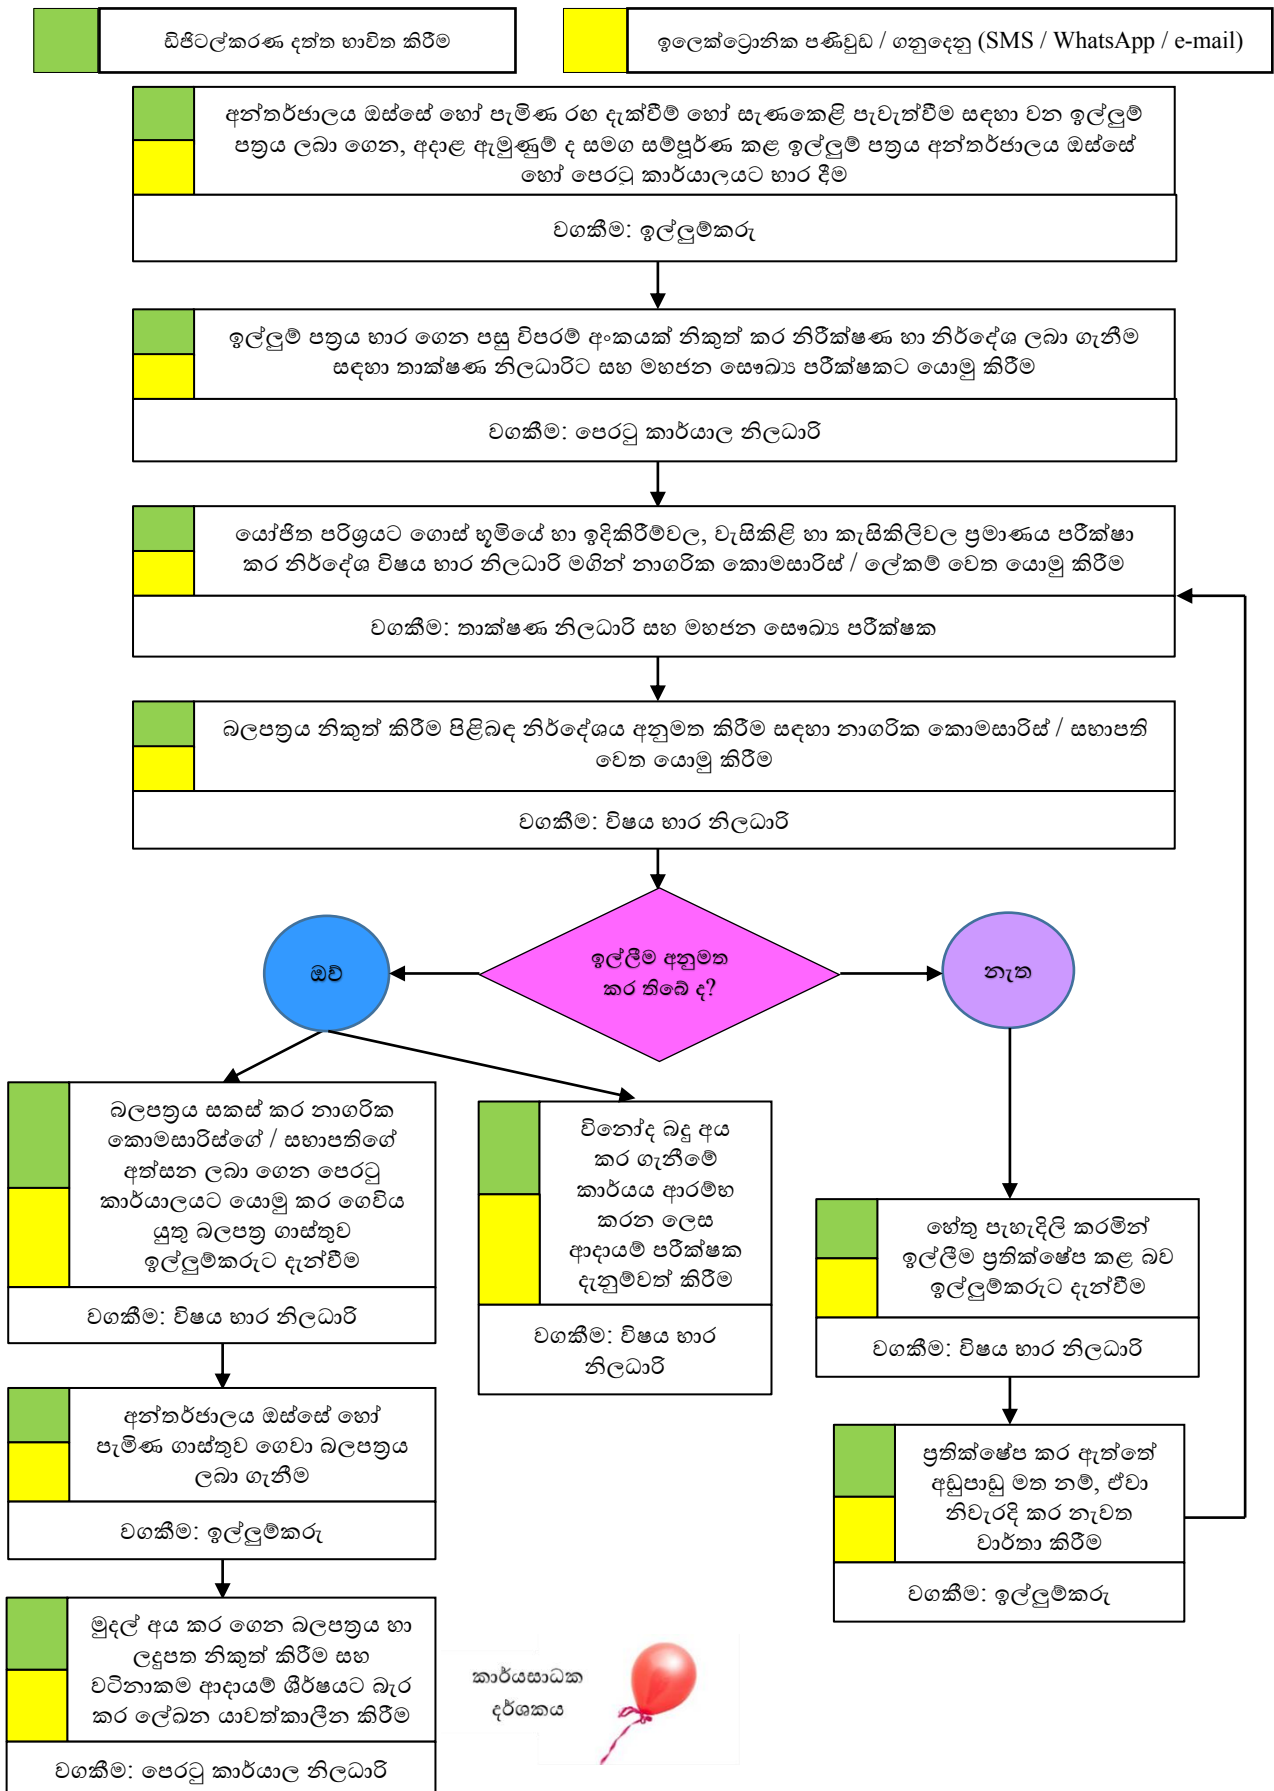 ඩිජිටල්කරණ දත්ත භාවිත කිරීම
ඉලෙක්ට්‍රොනික පණිවුඩ / ගනුදෙනු (SMS / WhatsApp / e-mail)
අන්තර්ජාලය ඔස්සේ හෝ පැමිණ රඟ දැක්වීම් හෝ සැණකෙළි පැවැත්වීම සඳහා වන ඉල්ලුම්
පත්‍රය ලබා ගෙන, අදාළ ඇමුණුම් ද සමග සම්පූර්ණ කළ ඉල්ලුම් පත්‍රය අන්තර්ජාලය ඔස්සේ
හෝ පෙරටු කාර්යාලයට භාර දීම
වගකීම: ඉල්ලුම්කරු
ඉල්ලුම් පත්‍රය භාර ගෙන පසු විපරම් අංකයක් නිකුත් කර නිරීක්ෂණ හා නිර්දේශ ලබා ගැනීම
සඳහා තාක්ෂණ නිලධාරිට සහ මහජන සෞඛ්‍ය පරීක්ෂකට යොමු කිරීම
වගකීම: පෙරටු කාර්යාල නිලධාරි
යෝජිත පරිශ්‍රයට ගොස් භූමියේ හා ඉදිකිරීම්වල, වැසිකිළි හා කැසිකිලිවල ප්‍රමාණය පරීක්ෂා
කර නිර්දේශ විෂය භාර නිලධාරි මගින් නාගරික කොමසාරිස් / ලේකම් වෙත යොමු කිරීම
වගකීම: තාක්ෂණ නිලධාරි සහ මහජන සෞඛ්‍ය පරීක්ෂක
බලපත්‍රය නිකුත් කිරීම පිළිබඳ නිර්දේශය අනුමත කිරීම සඳහා නාගරික කොමසාරිස් / සභාපති
වෙත යොමු කිරීම
වගකීම: විෂය භාර නිලධාරි
ඉල්ලීම අනුමත
කර තිබේ ද?
ඔව්
නැත
බලපත්‍රය සකස් කර නාගරික
කොමසාරිස්ගේ / සභාපතිගේ
අත්සන ලබා ගෙන පෙරටු
කාර්යාලයට යොමු කර ගෙවිය
යුතු බලපත්‍ර ගාස්තුව
ඉල්ලුම්කරුට දැන්වීම
වගකීම: විෂය භාර නිලධාරි
විනෝද බදු අය
කර ගැනීමේ
කාර්යය ආරම්භ
කරන ලෙස
ආදායම් පරීක්ෂක
දැනුම්වත් කිරීම
වගකීම: විෂය භාර
නිලධාරි
හේතු පැහැදිලි කරමින්
ඉල්ලීම ප්‍රතික්ෂේප කළ බව
ඉල්ලුම්කරුට දැන්වීම
වගකීම: විෂය භාර නිලධාරි
අන්තර්ජාලය ඔස්සේ හෝ
පැමිණ ගාස්තුව ගෙවා බලපත්‍රය
ලබා ගැනීම
වගකීම: ඉල්ලුම්කරු
ප්‍රතික්ෂේප කර ඇත්තේ
අඩුපාඩු මත නම්, ඒවා
නිවැරදි කර නැවත
වාර්තා කිරීම
වගකීම: ඉල්ලුම්කරු
මුදල් අය කර ගෙන බලපත්‍රය හා
ලදුපත නිකුත් කිරීම සහ
වටිනාකම ආදායම් ශීර්ෂයට බැර
කර ලේඛන යාවත්කාලීන කිරීම
වගකීම: පෙරටු කාර්යාල නිලධාරි
කාර්යසාධක
දර්ශකය